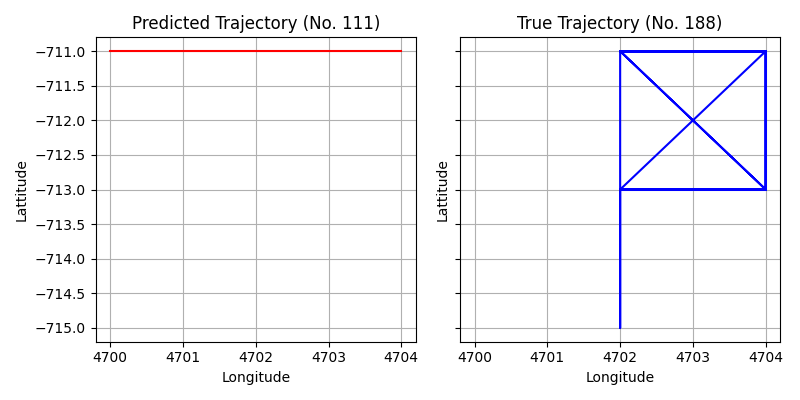 Predicted Trajectory (No. 111)
True Trajectory (No. 188)
−711.0
−711.5
−712.0
−712.5
−713.0
−713.5
−714.0
−714.5
−715.0
Lattitude
Lattitude
4700 4701 4702 4703 4704
4700 4701 4702 4703 4704
Longitude
Longitude